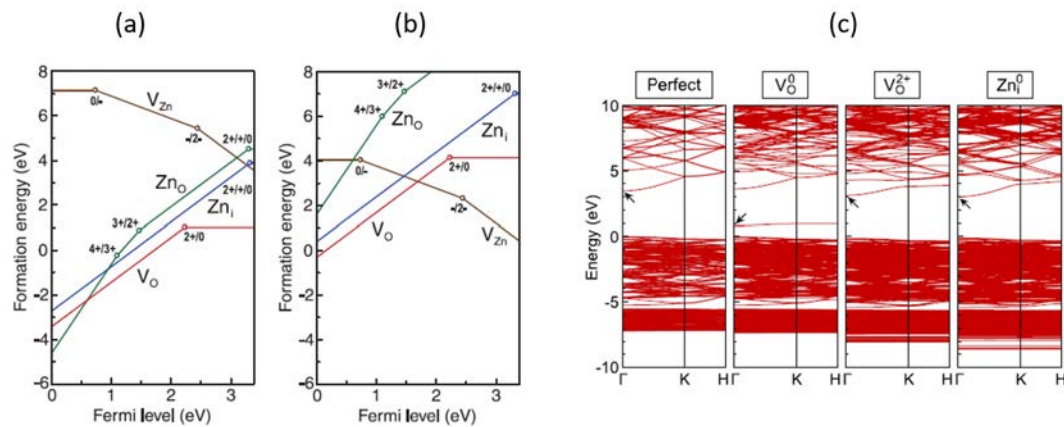 (a)
8
6
4
2
0
-2
-4
-6
0
1
2
3
Formation energy (eV)
Fermi level (eV)
0/-
V_Zn
-/2-
2+/+/0
3+/2+
Zn_O
4+/3+
2+/+/0
Zn_i
2+/0
V_O
(b)
8
6
4
2
0
-2
-4
-6
0
1
2
3
Formation energy (eV)
Fermi level (eV)
3+/2+
4+/3+
Zn_O
2+/+/0
Zn_i
0/-
2+/0
-/2-
V_O
V_Zn
(c)
Perfect
V_O^0
V_O^2+
Zn_i^0
10
5
0
-5
-10
Energy (eV)
Γ K H Γ K H Γ K H Γ K H